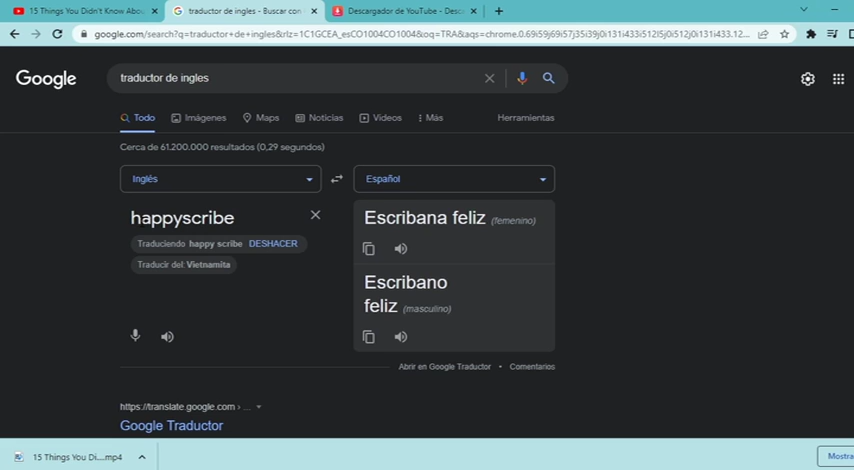 15 Things You Didn't Know Abou
traductor de ingles - Buscar con
Descargador de YouTube - Desc
google.com/search?q=traductor+de+ingles&rlz=1C1GCEA_esCO1004CO1004&oq=TRA&aqs=chrome.0.69i59j69i57j35i39j0i131i433i512l5j0i512j0i131i433.12...
Google
traductor de ingles
Todo
Imágenes
Maps
Noticias
Videos
Más
Herramientas
Cerca de 61.200.000 resultados (0,29 segundos)
Inglés
Español
happyscribe
Traduciendo happy scribe DESHACER
Traducir del: Vietnamita
Escribana feliz (femenino)
Escribano
feliz (masculino)
Abrir en Google Traductor • Comentarios
https://translate.google.com › ...
Google Traductor
15 Things You Di....mp4
Mostra